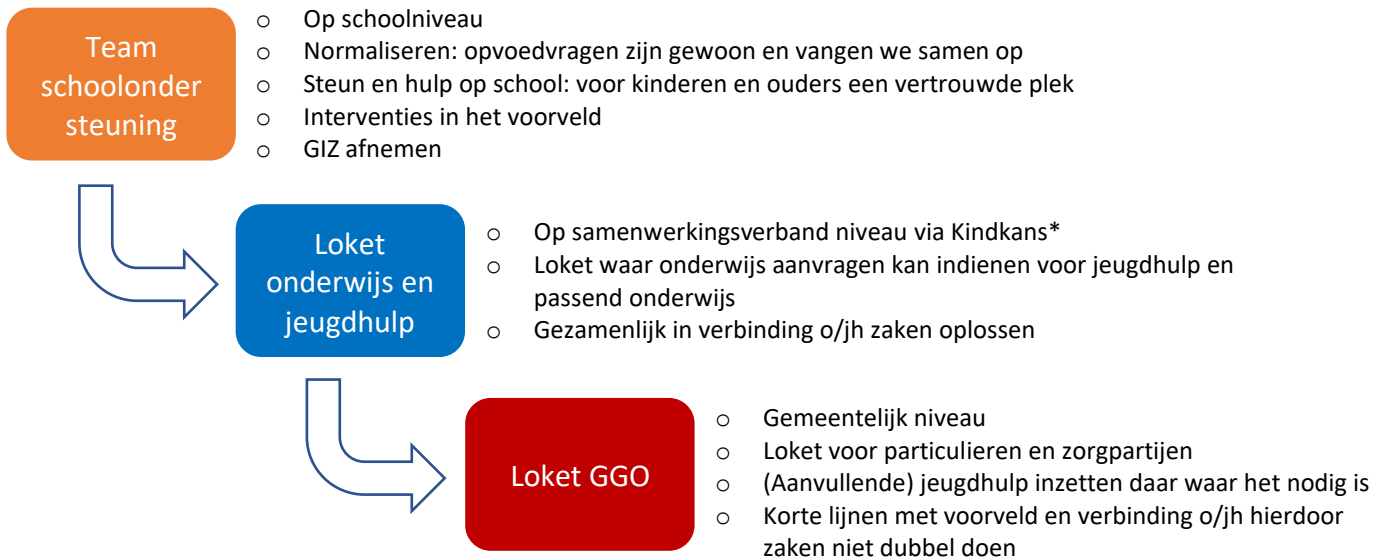 Team
schoolonder
steuning
o Op schoolniveau
o Normaliseren: opvoedvragen zijn gewoon en vangen we samen op
o Steun en hulp op school: voor kinderen en ouders een vertrouwde plek
o Interventies in het voorveld
o GIZ afnemen
Loket
onderwijs en
jeugdhulp
o Op samenwerkingsverband niveau via Kindkans*
o Loket waar onderwijs aanvragen kan indienen voor jeugdhulp en
passend onderwijs
o Gezamenlijk in verbinding o/jh zaken oplossen
Loket GGO
o Gemeentelijk niveau
o Loket voor particulieren en zorgpartijen
o (Aanvullende) jeugdhulp inzetten daar waar het nodig is
o Korte lijnen met voorveld en verbinding o/jh hierdoor
zaken niet dubbel doen